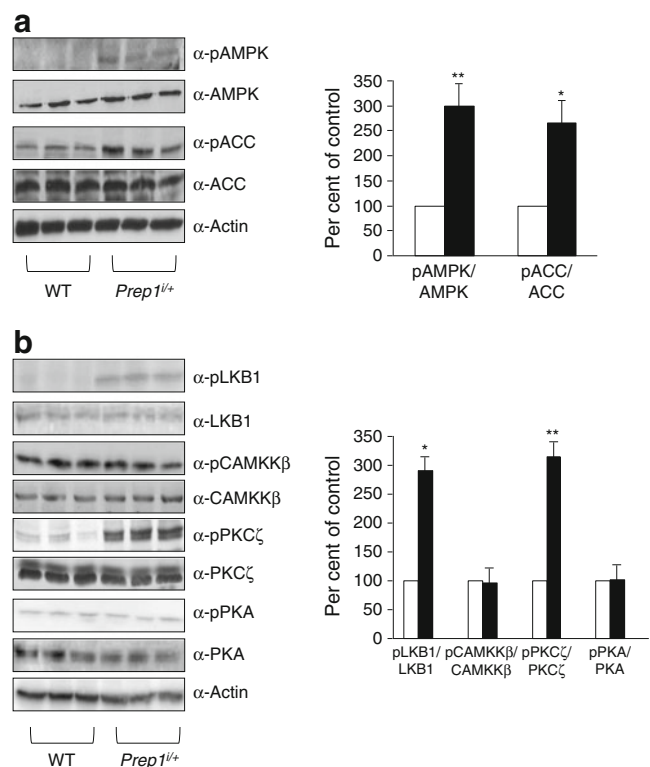 a
α-pAMPK
α-AMPK
α-pACC
α-ACC
α-Actin
WT
Prep1i/+
Per cent of control
350
300
250
200
150
100
50
0
**
*
pAMPK/
AMPK
pACC/
ACC
b
α-pLKB1
α-LKB1
α-pCAMKKβ
α-CAMKKβ
α-pPKCζ
α-PKCζ
α-pPKA
α-PKA
α-Actin
WT
Prep1i/+
Per cent of control
350
300
250
200
150
100
50
0
*
**
pLKB1/
LKB1
pCAMKKβ/
CAMKKβ
pPKCζ/
PKCζ
pPKA/
PKA